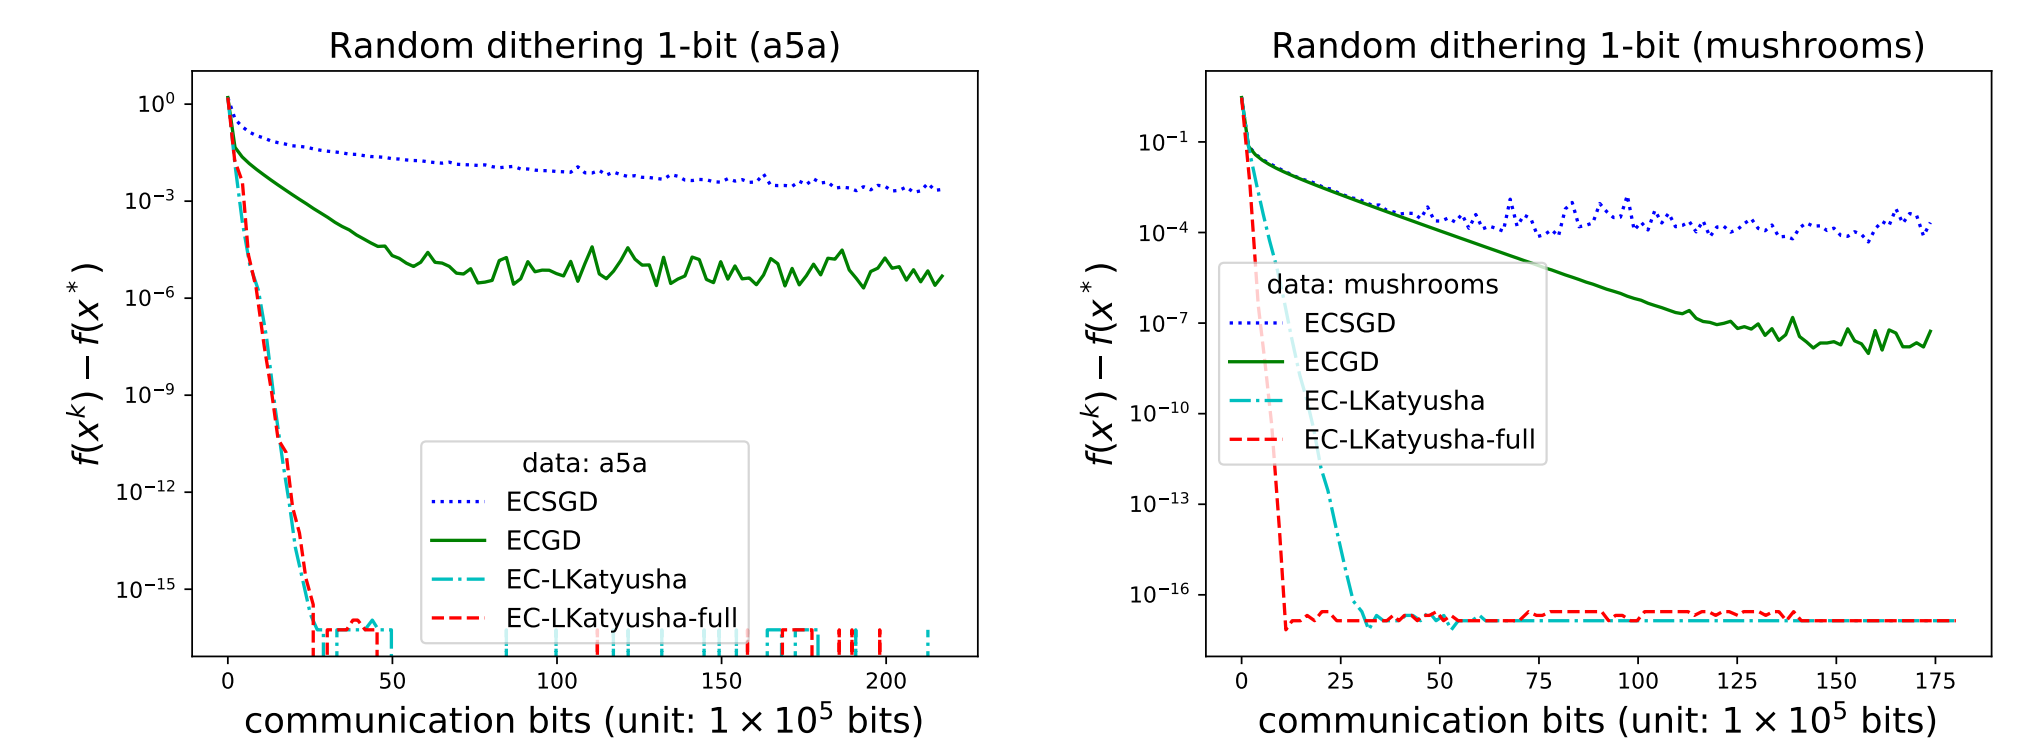 Random dithering 1-bit (a5a)
f(x^k) − f(x^*)
10^0
10^−3
10^−6
10^−9
10^−12
10^−15
data: a5a
ECSGD
ECGD
EC-LKatyusha
EC-LKatyusha-full
0 50 100 150 200
communication bits (unit: 1 × 10^5 bits)
Random dithering 1-bit (mushrooms)
f(x^k) − f(x^*)
10^−1
10^−4
10^−7
10^−10
10^−13
10^−16
data: mushrooms
ECSGD
ECGD
EC-LKatyusha
EC-LKatyusha-full
0 25 50 75 100 125 150 175
communication bits (unit: 1 × 10^5 bits)